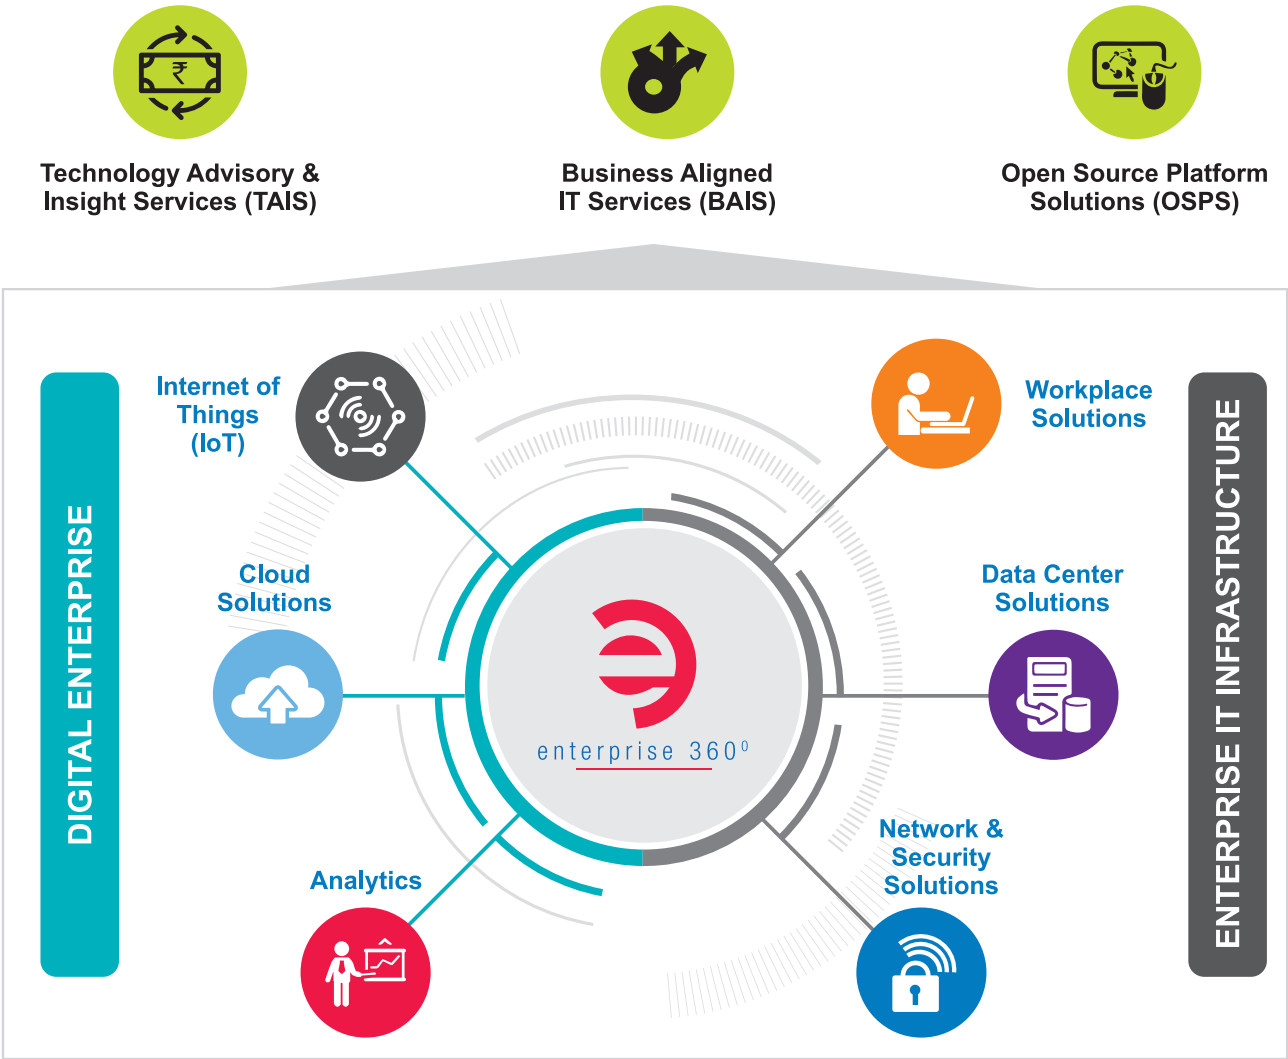 ₹
Technology Advisory &
Insight Services (TAIS)
Business Aligned
IT Services (BAIS)
Open Source Platform
Solutions (OSPS)
DIGITAL ENTERPRISE
Internet of
Things
(IoT)
Cloud
Solutions
Analytics
enterprise 360⁰
Workplace
Solutions
Data Center
Solutions
Network &
Security
Solutions
ENTERPRISE IT INFRASTRUCTURE